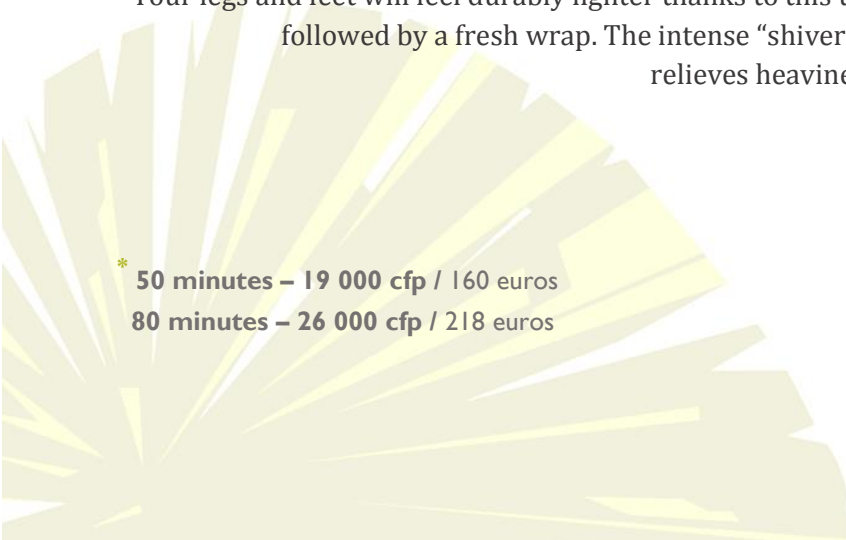 Your legs and feet will feel durably lighter thanks to this
followed by a fresh wrap. The intense “shiver
relieves
* 50 minutes – 19 000 cfp / 160 euros
80 minutes – 26 000 cfp / 218 euros